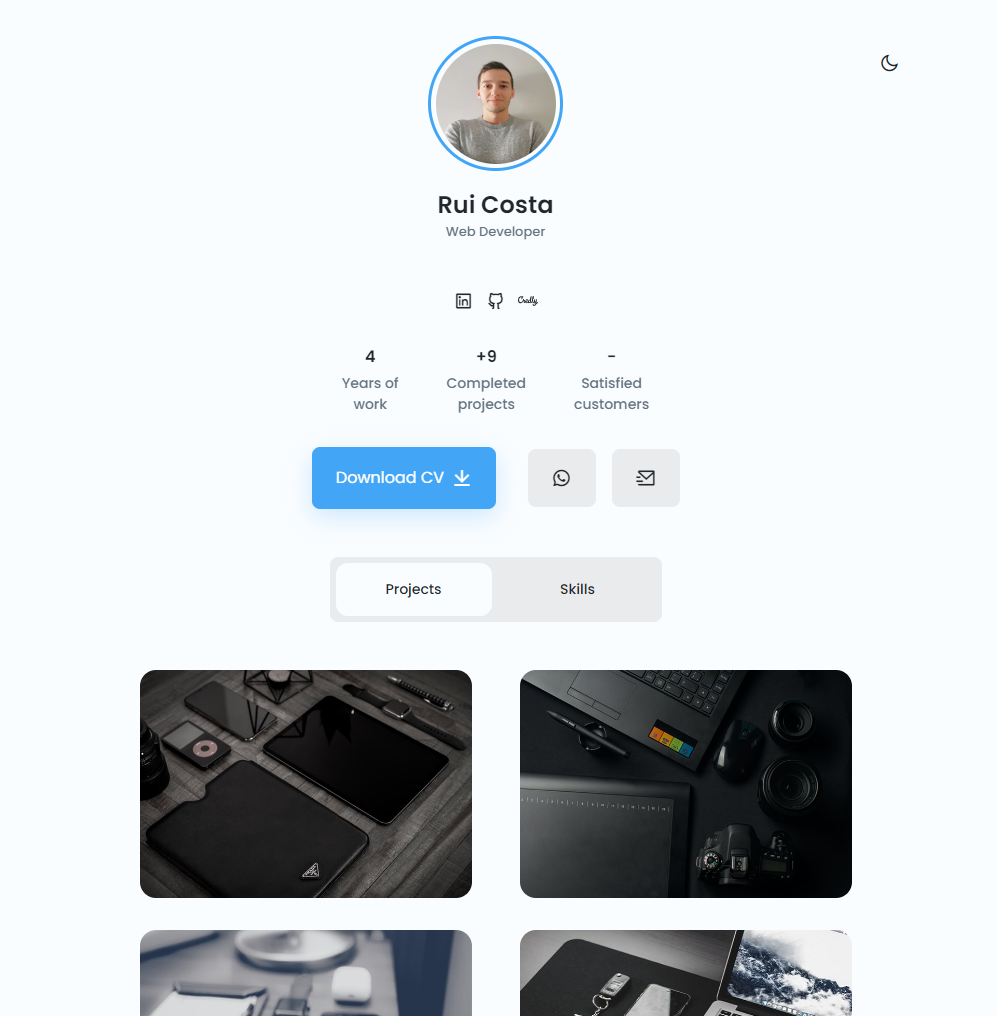 Rui Costa
Web Developer
Credly
4
+9
-
Years of
work
Completed
projects
Satisfied
customers
Download CV
Projects
Skills